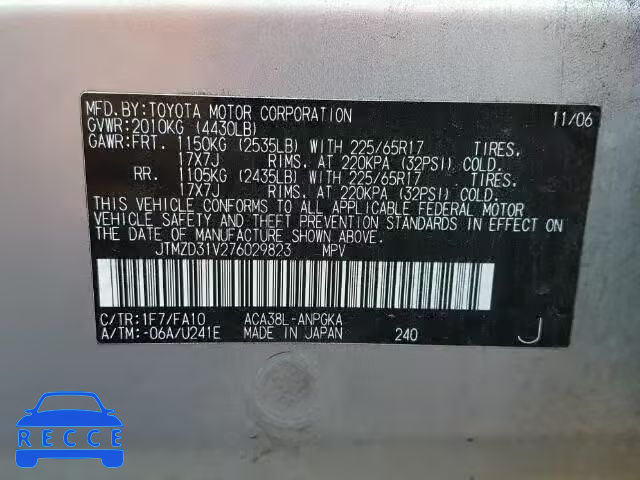 MFD.BY:TOYOTA MOTOR CORPORATION 11/06
GVWR:2010KG (4430LB)
GAWR:FRT. 1150KG (2535LB) WITH 225/65R17 TIRES,
17X7J RIMS, AT 220KPA (32PSI) COLD.
RR. 1105KG (2435LB) WITH 225/65R17 TIRES,
17X7J RIMS, AT 220KPA (32PSI) COLD.
THIS VEHICLE CONFORMS TO ALL APPLICABLE FEDERAL MOTOR
VEHICLE SAFETY AND THEFT PREVENTION STANDARDS IN EFFECT ON
THE DATE OF MANUFACTURE SHOWN ABOVE.
JTMZD31V276029823 MPV
C/TR:1F7/FA10 ACA38L-ANPGKA
A/TM:-06A/U241E MADE IN JAPAN 240 J
RECCE